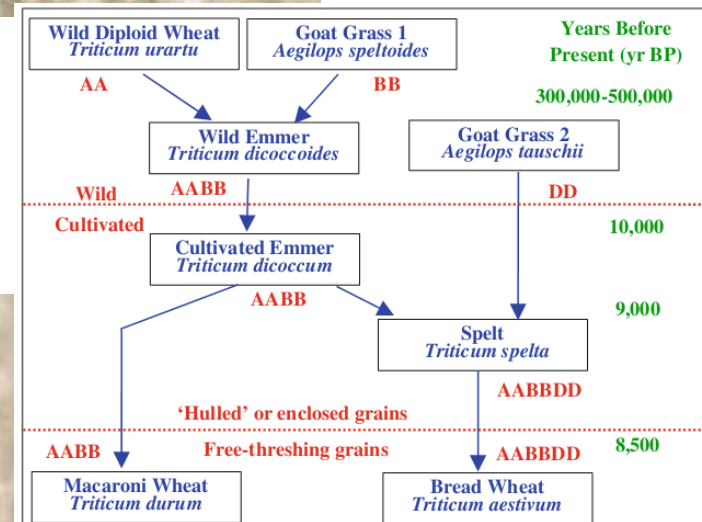 Wild Diploid Wheat
Triticum urartu
Goat Grass 1
Aegilops speltoides
Years Before
Present (yr BP)
AA
BB
300,000-500,000
Wild Emmer
Triticum dicoccoides
Goat Grass 2
Aegilops tauschii
AABB
DD
Wild
Cultivated
10,000
Cultivated Emmer
Triticum dicoccum
AABB
9,000
Spelt
Triticum spelta
AABBDD
‘Hulled’ or enclosed grains
AABB
Free-threshing grains
AABBDD
8,500
Macaroni Wheat
Triticum durum
Bread Wheat
Triticum aestivum